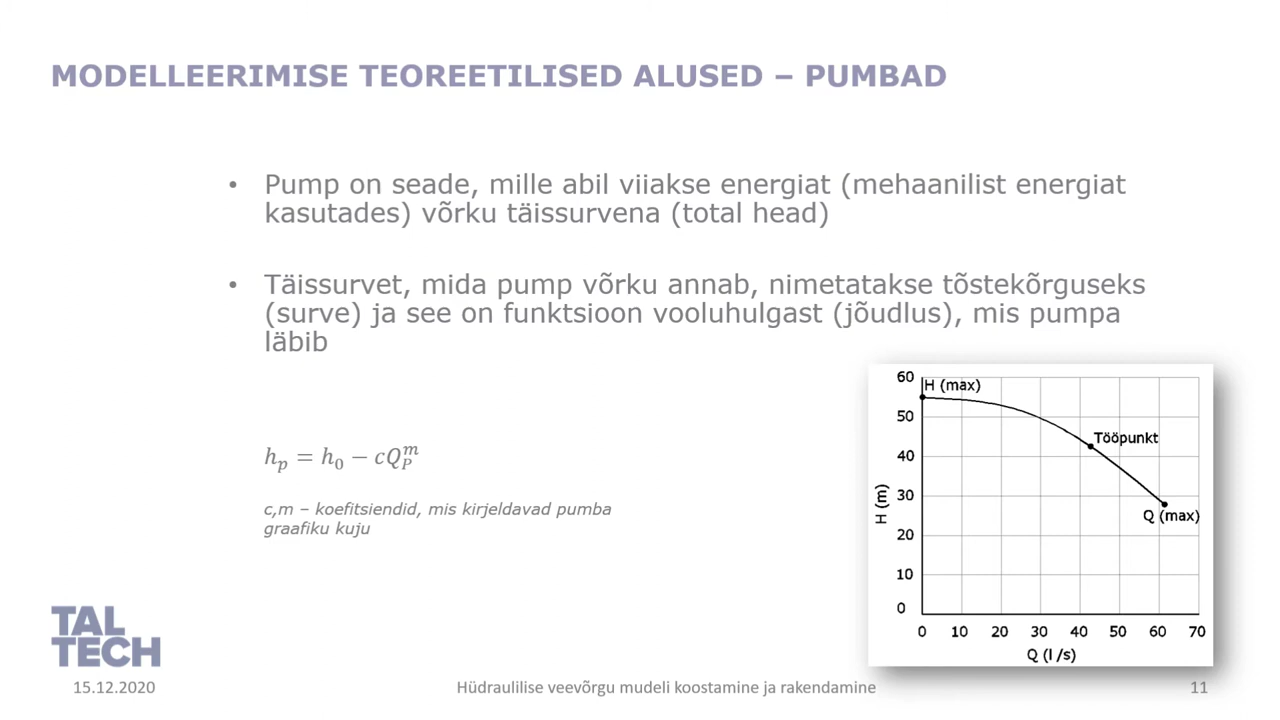 MODELLEERIMISE TEOREETILISED ALUSED – PUMBAD
• Pump on seade, mille abil viiakse energiat (mehaanilist energiat
kasutades) võrku täissurvena (total head)
• Täissurvet, mida pump võrku annab, nimetatakse tõstekõrguseks
(surve) ja see on funktsioon vooluhulgast (jõudlus), mis pumpa
läbib
h_p = h_0 − cQ_P^m
c,m – koefitsiendid, mis kirjeldavad pumba
graafiku kuju
60
H (max)
50
Tööpunkt
40
H (m)
30
Q (max)
20
10
0
0 10 20 30 40 50 60 70
Q (l /s)
TAL
TECH
15.12.2020
Hüdraulilise veevõrgu mudeli koostamine ja rakendamine
11